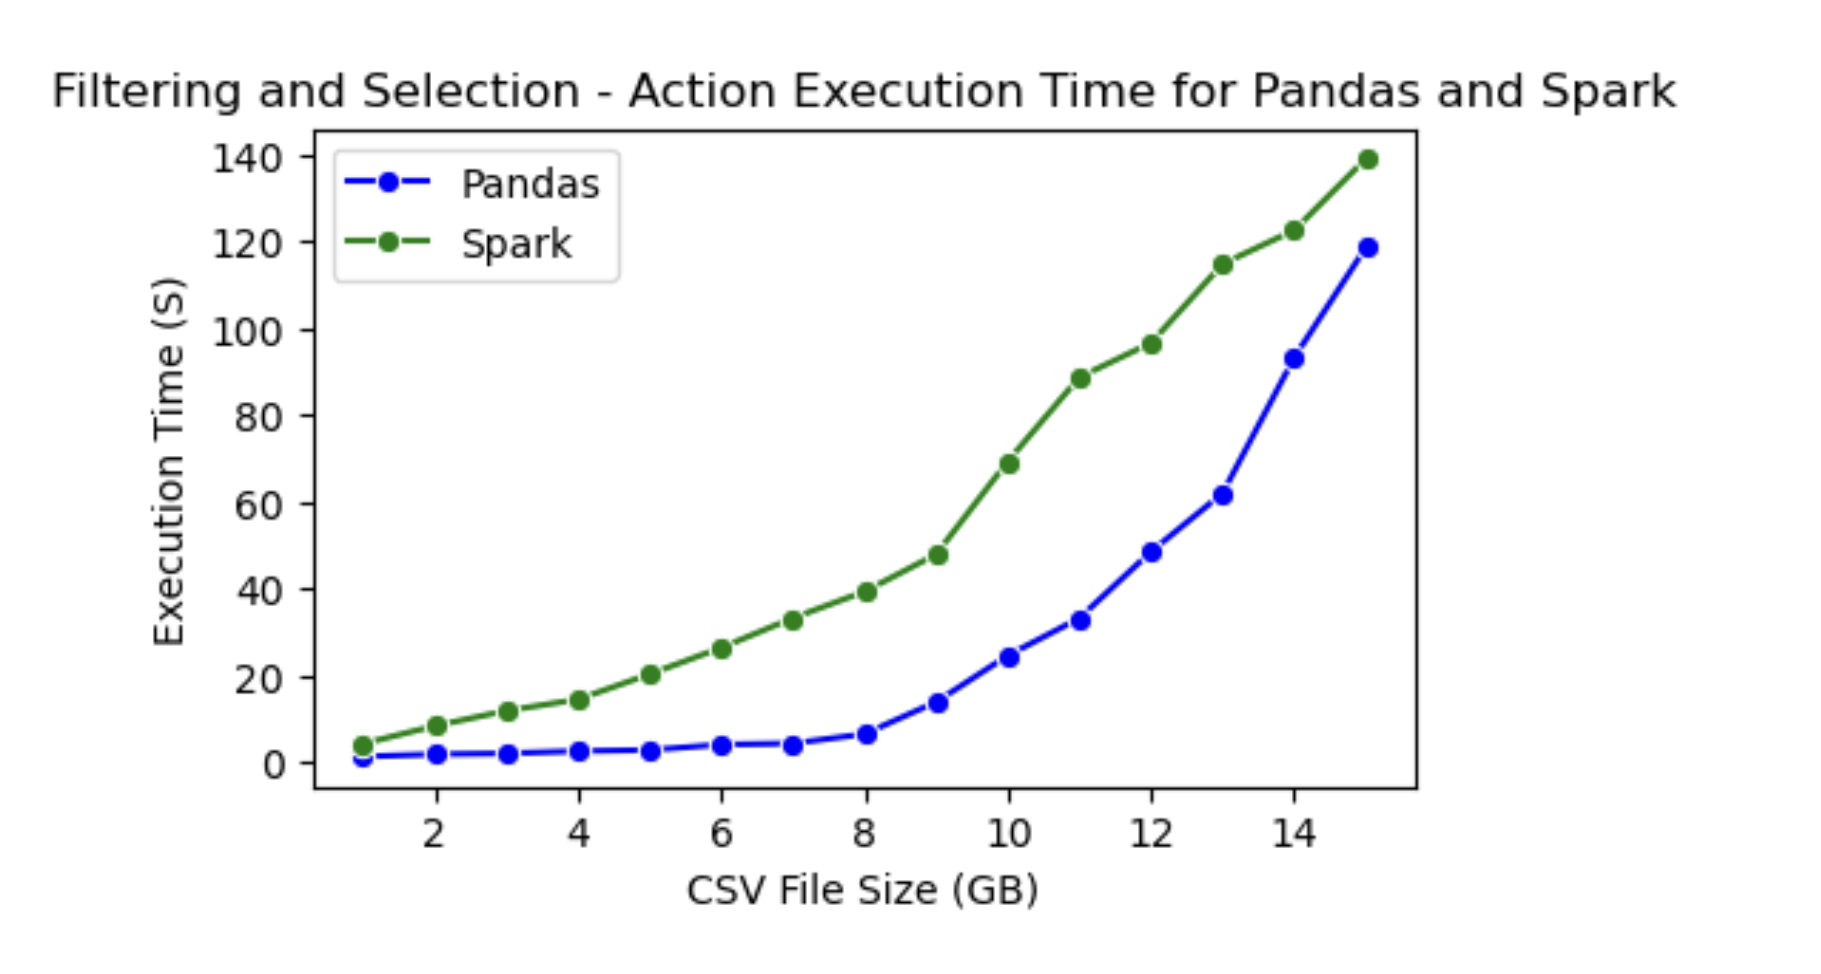 Filtering and Selection - Action Execution Time for Pandas and Spark
Pandas
Spark
Execution Time (S)
140
120
100
80
60
40
20
0
2 4 6 8 10 12 14
CSV File Size (GB)